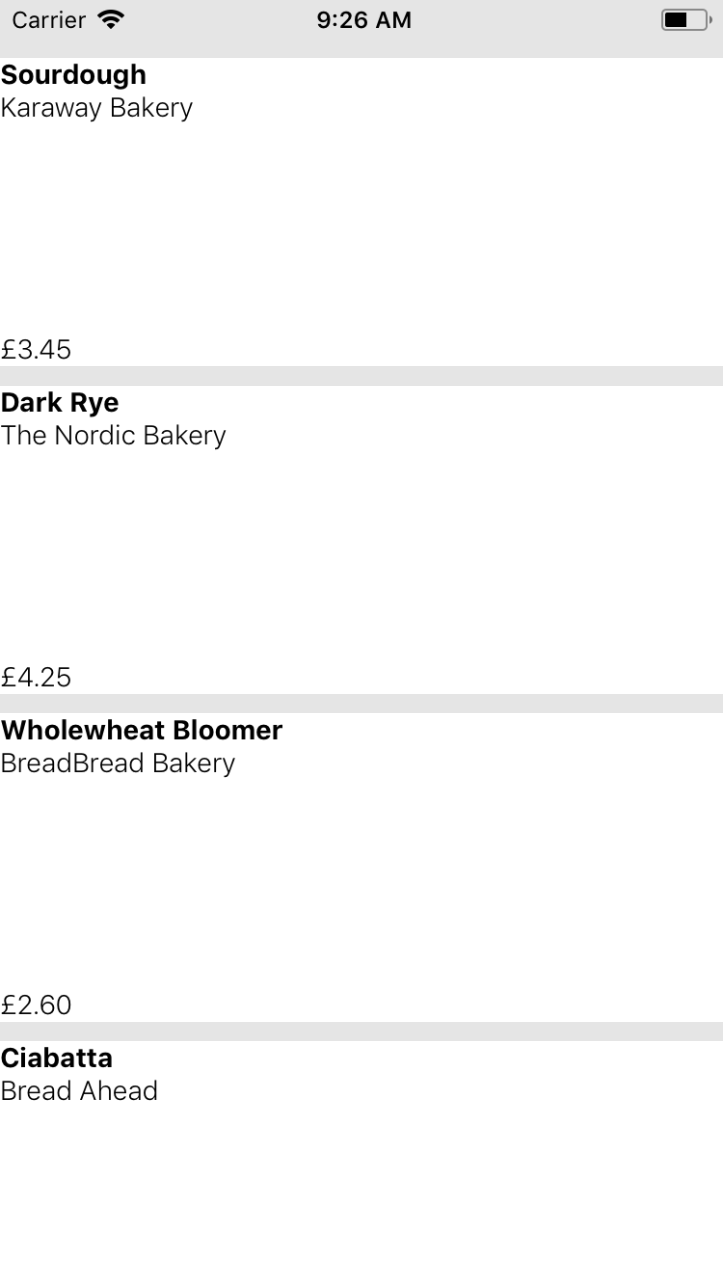 Carrier 9:26 AM
Sourdough
Karaway Bakery
£3.45
Dark Rye
The Nordic Bakery
£4.25
Wholewheat Bloomer
BreadBread Bakery
£2.60
Ciabatta
Bread Ahead